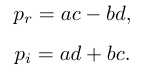 p_r = ac − bd,
p_i = ad + bc.